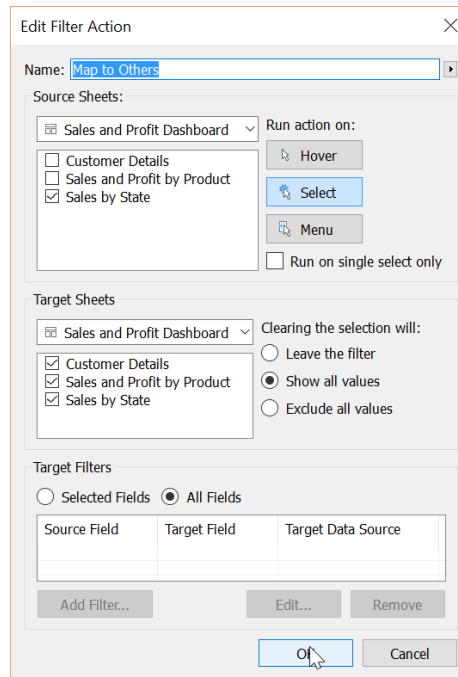 Edit Filter Action
Name: Map to Others
Source Sheets:
Sales and Profit Dashboard
Customer Details
Sales and Profit by Product
Sales by State
Run action on:
Hover
Select
Menu
Run on single select only
Target Sheets
Sales and Profit Dashboard
Customer Details
Sales and Profit by Product
Sales by State
Clearing the selection will:
Leave the filter
Show all values
Exclude all values
Target Filters
Selected Fields All Fields
Source Field Target Field Target Data Source
Add Filter... Edit... Remove
OK Cancel